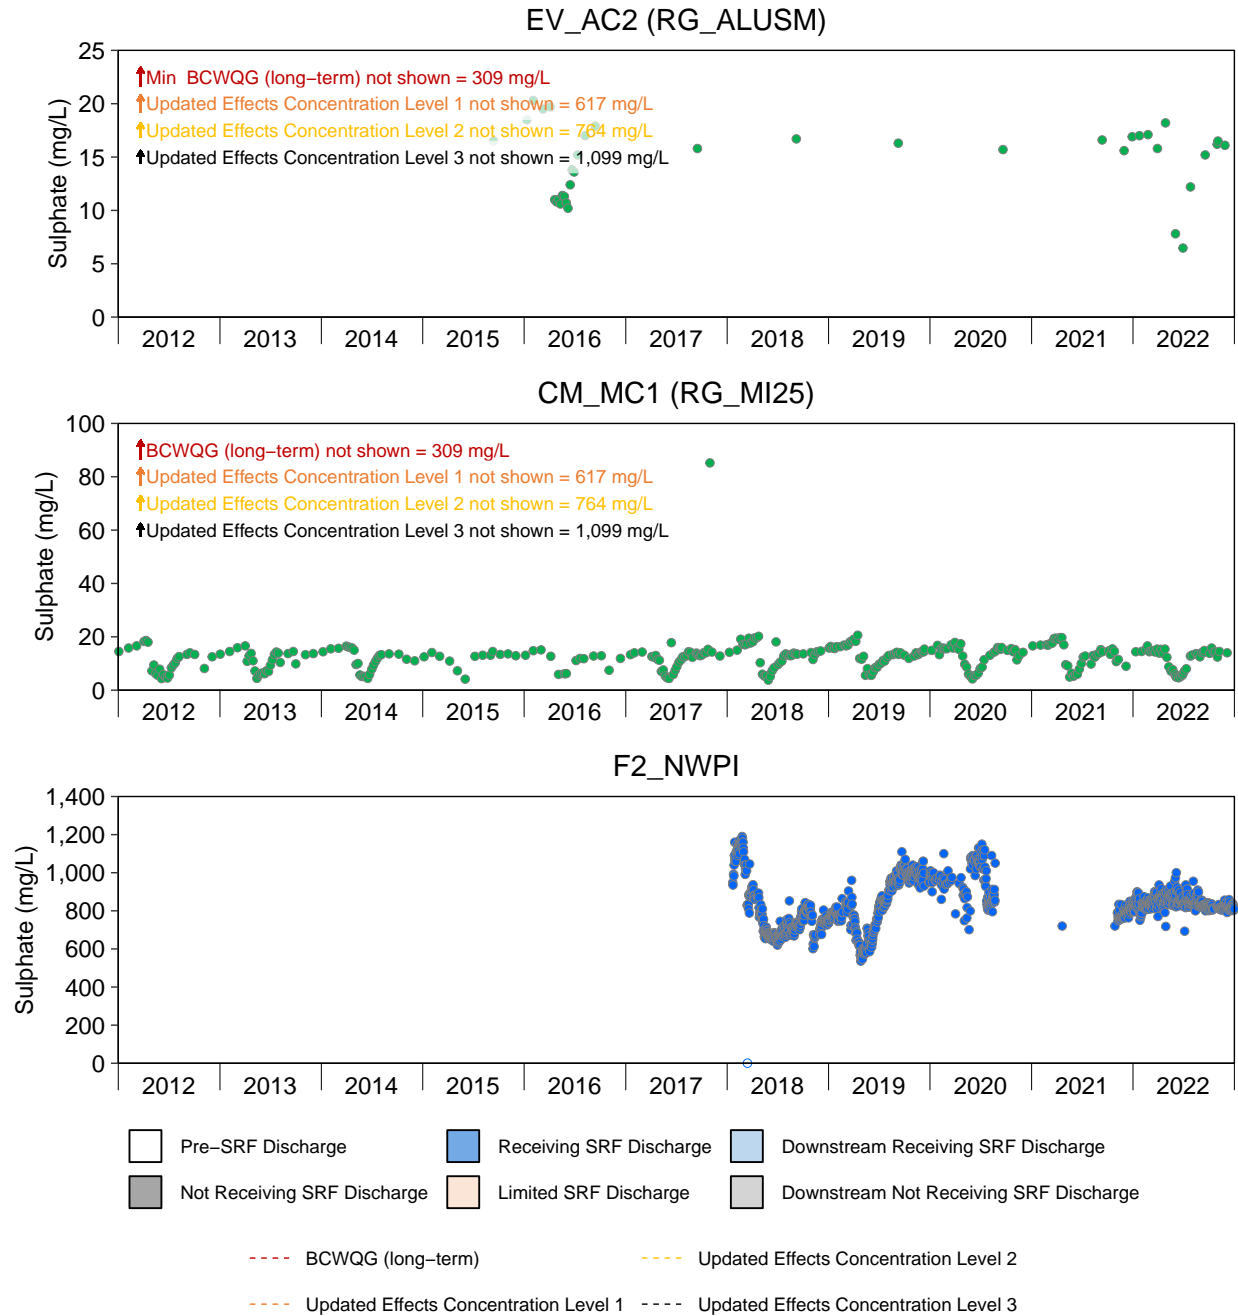 EV_AC2 (RG_ALUSM)
Sulphate (mg/L)
25
20
15
10
5
0
Min  BCWQG (long−term) not shown = 309 mg/L
Updated Effects Concentration Level 1 not shown = 617 mg/L
Updated Effects Concentration Level 2 not shown = 764 mg/L
Updated Effects Concentration Level 3 not shown = 1,099 mg/L
2012 2013 2014 2015 2016 2017 2018 2019 2020 2021 2022
CM_MC1 (RG_MI25)
Sulphate (mg/L)
100
80
60
40
20
0
BCWQG (long−term) not shown = 309 mg/L
Updated Effects Concentration Level 1 not shown = 617 mg/L
Updated Effects Concentration Level 2 not shown = 764 mg/L
Updated Effects Concentration Level 3 not shown = 1,099 mg/L
2012 2013 2014 2015 2016 2017 2018 2019 2020 2021 2022
F2_NWPI
Sulphate (mg/L)
1,400
1,200
1,000
800
600
400
200
0
2012 2013 2014 2015 2016 2017 2018 2019 2020 2021 2022
Pre−SRF Discharge
Receiving SRF Discharge
Downstream Receiving SRF Discharge
Not Receiving SRF Discharge
Limited SRF Discharge
Downstream Not Receiving SRF Discharge
BCWQG (long−term)
Updated Effects Concentration Level 2
Updated Effects Concentration Level 1
Updated Effects Concentration Level 3